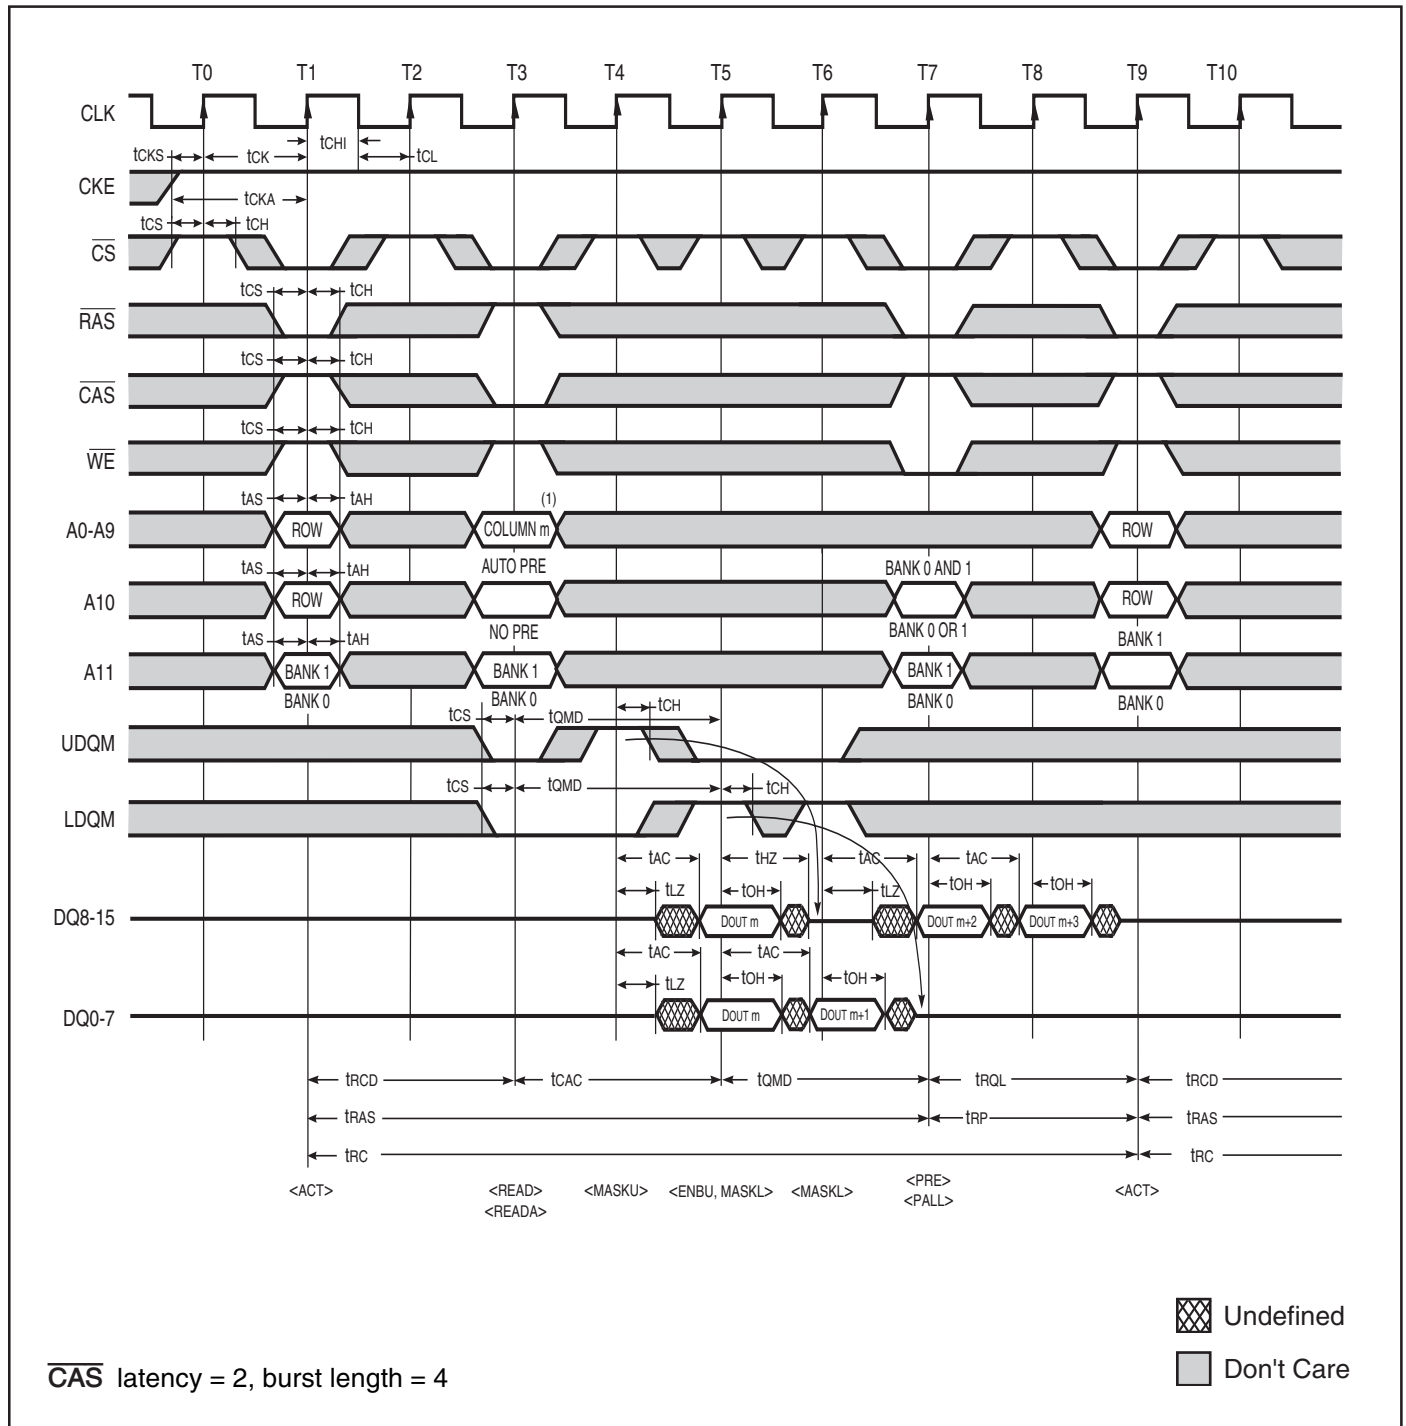 T0 T1 T2 T3 T4 T5 T6 T7 T8 T9 T10
CLK
tCHI
tCKS tCK tCL
CKE
tCKA
tCS tCH
CS
tCS tCH
RAS
tCS tCH
CAS
tCS tCH
WE
tAS tAH (1)
A0-A9 ROW COLUMN m ROW
tAS tAH AUTO PRE BANK 0 AND 1
A10 ROW ROW
NO PRE BANK 0 OR 1 BANK 1
tAS tAH
A11 BANK 1 BANK 1 BANK 1
BANK 0 BANK 0 BANK 0 BANK 0
tCS tQMD tCH
UDQM
tCS tQMD tCH
LDQM
tAC tHZ tAC tAC
tLZ tOH tLZ tOH tOH
DQ8-15 DOUT m DOUT m+2 DOUT m+3
tAC tAC
tLZ tOH tOH
DQ0-7 DOUT m DOUT m+1
tRCD tCAC tQMD tRQL tRCD
tRAS tRP tRAS
tRC tRC
<ACT> <READ> <MASKU> <ENBU, MASKL> <MASKL> <PRE> <ACT>
<READA> <PALL>
Undefined
Don't Care
CAS latency = 2, burst length = 4